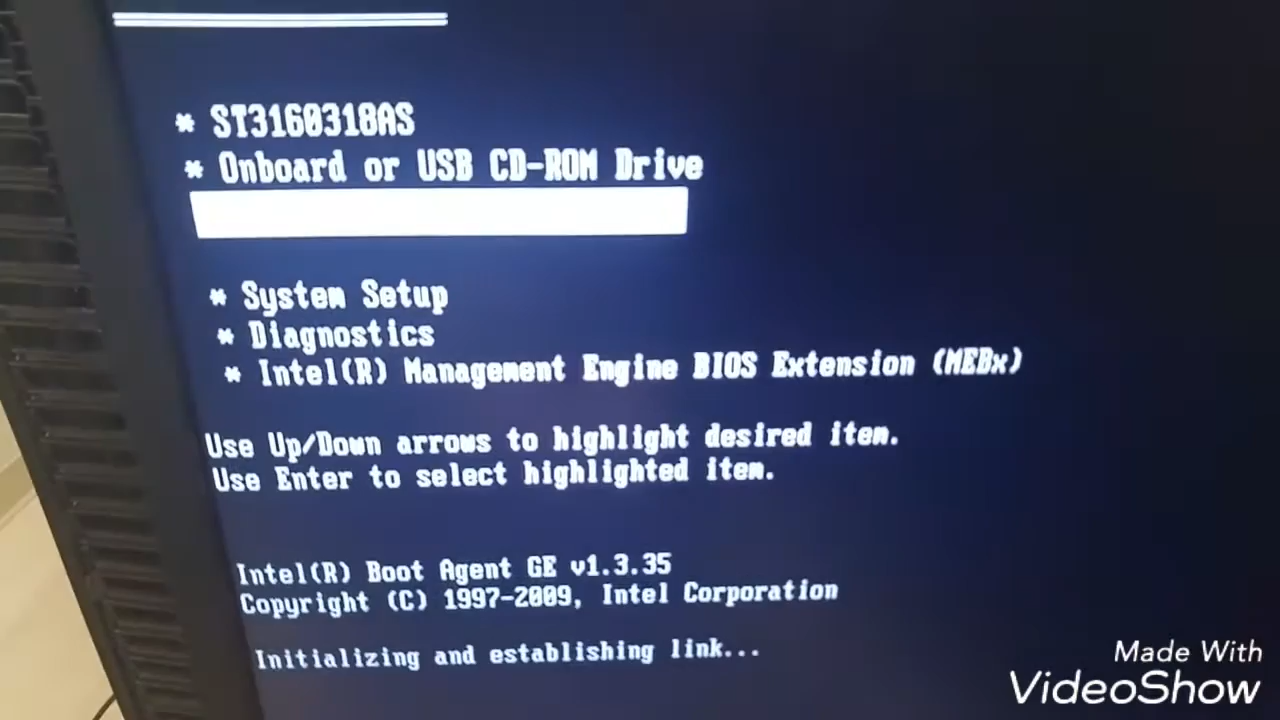 * ST3160318AS
* Onboard or USB CD-ROM Drive
* System Setup
* Diagnostics
* Intel(R) Management Engine BIOS Extension (MEBx)
Use Up/Down arrows to highlight desired item.
Use Enter to select highlighted item.
Intel(R) Boot Agent GE v1.3.35
Copyright (C) 1997-2009, Intel Corporation
Initializing and establishing link...
Made With
VideoShow